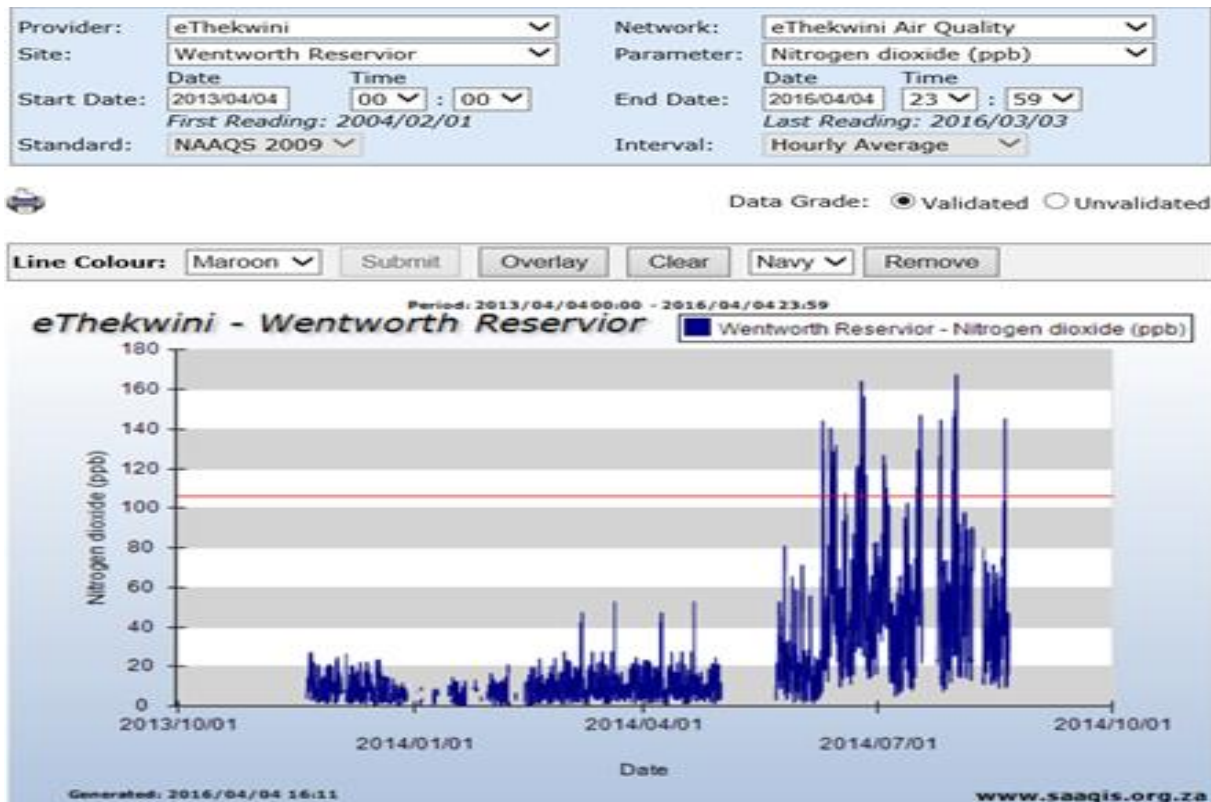 Provider: eThekwini Network: eThekwini Air Quality
Site: Wentworth Reservior Parameter: Nitrogen dioxide (ppb)
Date Time Date Time
Start Date: 2013/04/04 00 : 00 End Date: 2016/04/04 23 : 59
First Reading: 2004/02/01 Last Reading: 2016/03/03
Standard: NAAQS 2009 Interval: Hourly Average
Data Grade: Validated Unvalidated
Line Colour: Maroon Submit Overlay Clear Navy Remove
Period: 2013/04/04 00:00 - 2016/04/04 23:59
eThekwini - Wentworth Reservior
Wentworth Reservior - Nitrogen dioxide (ppb)
Nitrogen dioxide (ppb)
180
160
140
120
100
80
60
40
20
0
2013/10/01 2014/04/01 2014/10/01
2014/01/01 2014/07/01
Date
Generated: 2016/04/04 16:11 www.saaqis.org.za